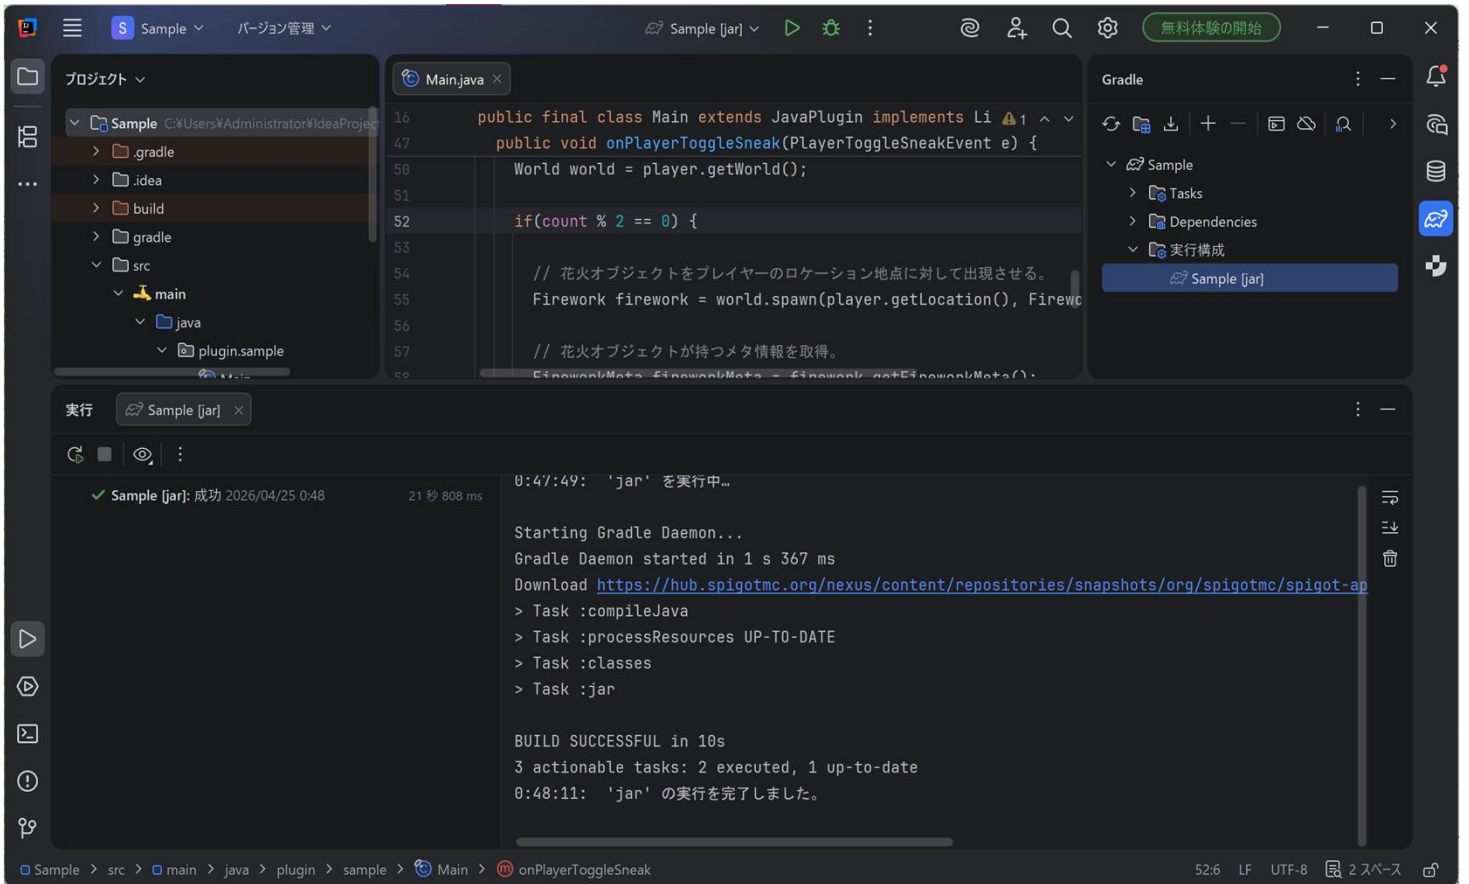 S Sample バージョン管理 Sample [jar] 無料体験の開始
プロジェクト
Sample C:¥Users¥Administrator¥IdeaProjec
.gradle
.idea
build
gradle
src
main
java
plugin.sample
Main
Main.java
16 public final class Main extends JavaPlugin implements Li 1
47 public void onPlayerToggleSneak(PlayerToggleSneakEvent e) {
50 World world = player.getWorld();
51
52 if(count % 2 == 0) {
53
54 // 花火オブジェクトをプレイヤーのロケーション地点に対して出現させる。
55 Firework firework = world.spawn(player.getLocation(), Firewo
56
57 // 花火オブジェクトが持つメタ情報を取得。
58 FireworkMeta fireworkMeta = firework.getFireworkMeta();
Gradle
Sample
Tasks
Dependencies
実行構成
Sample [jar]
実行 Sample [jar]
Sample [jar]: 成功 2026/04/25 0:48 21 秒 808 ms
0:47:49: 'jar' を実行中…
Starting Gradle Daemon...
Gradle Daemon started in 1 s 367 ms
Download https://hub.spigotmc.org/nexus/content/repositories/snapshots/org/spigotmc/spigot-ap
> Task :compileJava
> Task :processResources UP-TO-DATE
> Task :classes
> Task :jar
BUILD SUCCESSFUL in 10s
3 actionable tasks: 2 executed, 1 up-to-date
0:48:11: 'jar' の実行を完了しました。
Sample > src > main > java > plugin > sample > Main > onPlayerToggleSneak 52:6 LF UTF-8 2 スペース